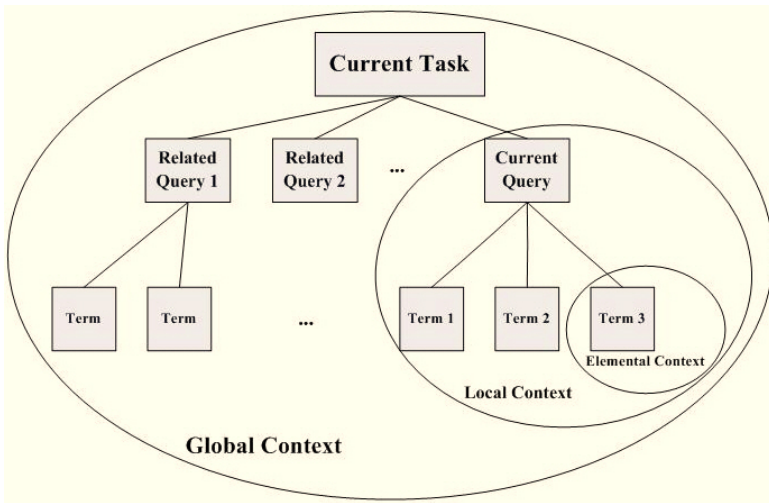 Current Task
Related
Query 1
Related
Query 2
...
Current
Query
Term
Term
...
Term 1
Term 2
Term 3
Elemental Context
Local Context
Global Context